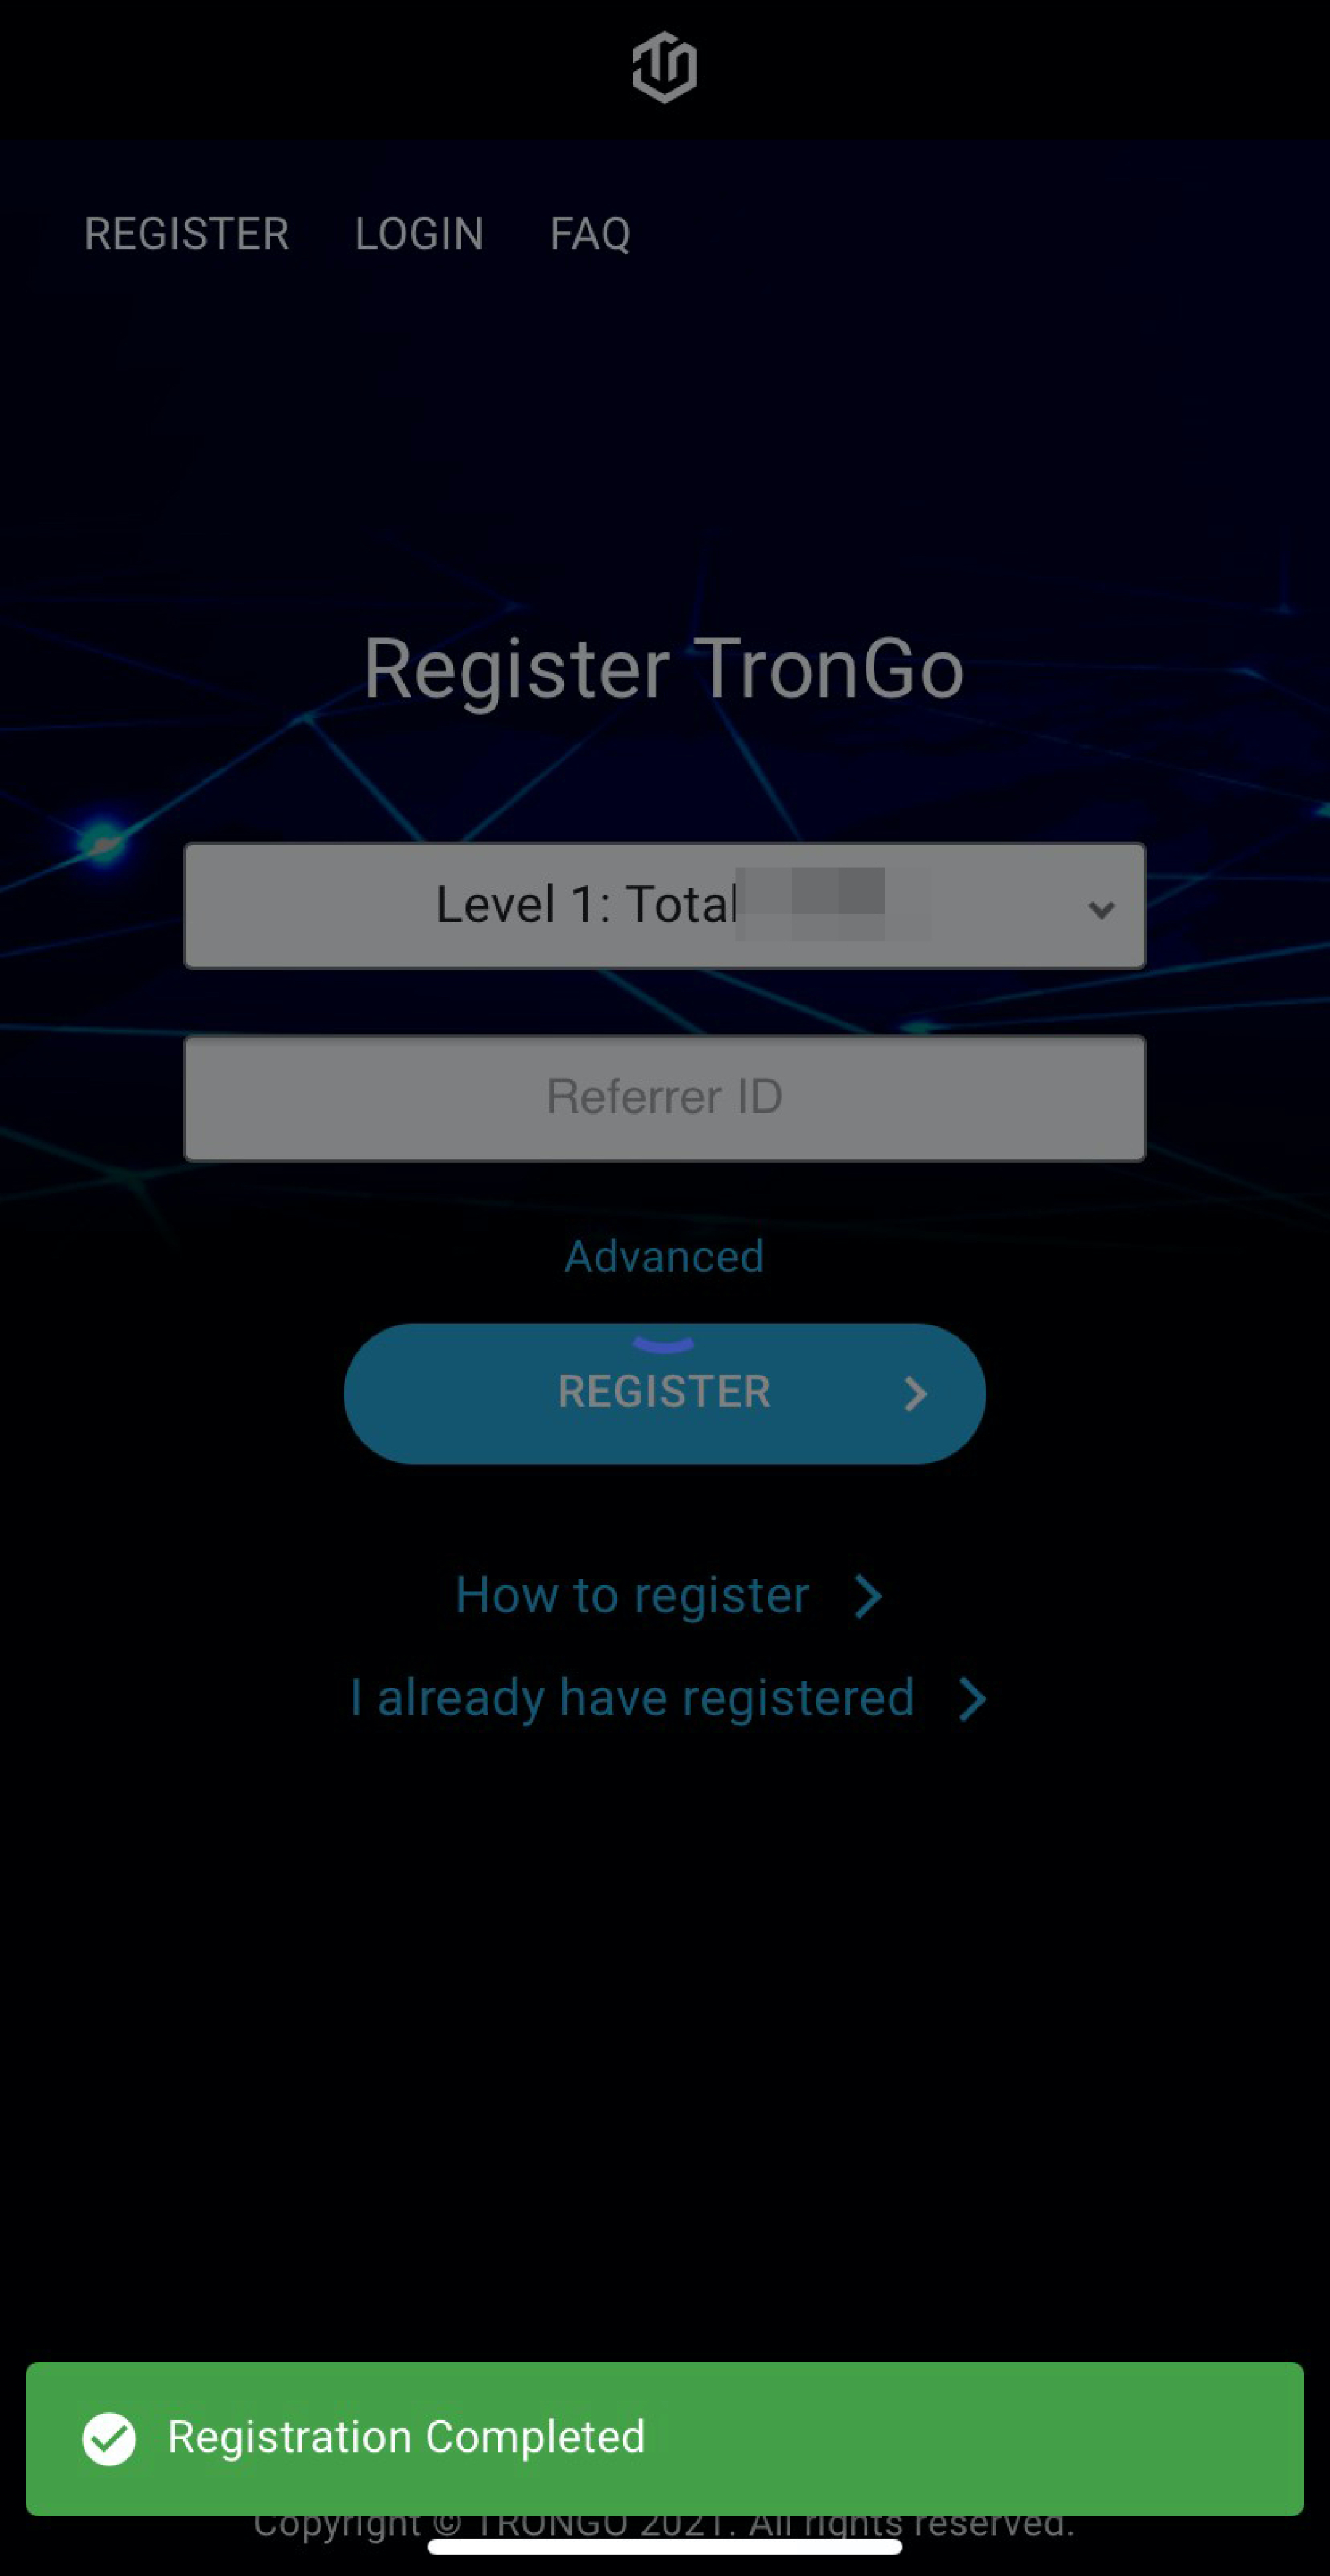 REGISTER LOGIN FAQ
Register TronGo
Level 1: Total
Referrer ID
Advanced
REGISTER
How to register
I already have registered
Registration Completed
Copyright © TRONGO 2021. All rights reserved.